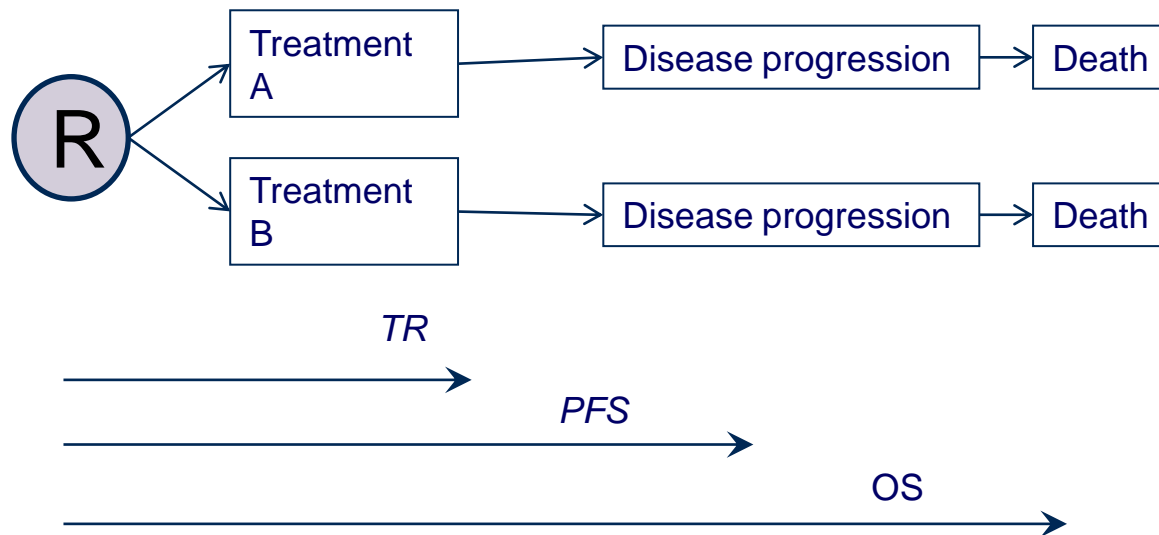 R
Treatment
A
Disease progression
Death
Treatment
B
Disease progression
Death
TR
PFS
OS